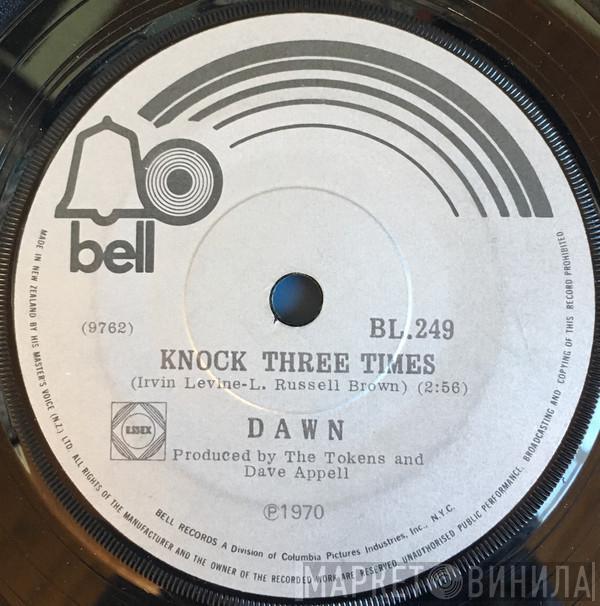 bell
(9762)
BL.249
KNOCK THREE TIMES
(Irvin Levine-L. Russell Brown) (2:56)
ESSEX
DAWN
Produced by The Tokens and
Dave Appell
℗1970
BELL RECORDS A Division of Columbia Pictures Industries, Inc., N.Y.C.
MADE IN NEW ZEALAND BY HIS MASTER'S VOICE (N.Z.) LTD. ALL RIGHTS OF THE MANUFACTURER AND THE OWNER OF THE RECORDED WORK ARE RESERVED. UNAUTHORISED PUBLIC PERFORMANCE, BROADCASTING AND COPYING OF THIS RECORD PROHIBITED
МАРКЕТ ВИНИЛА